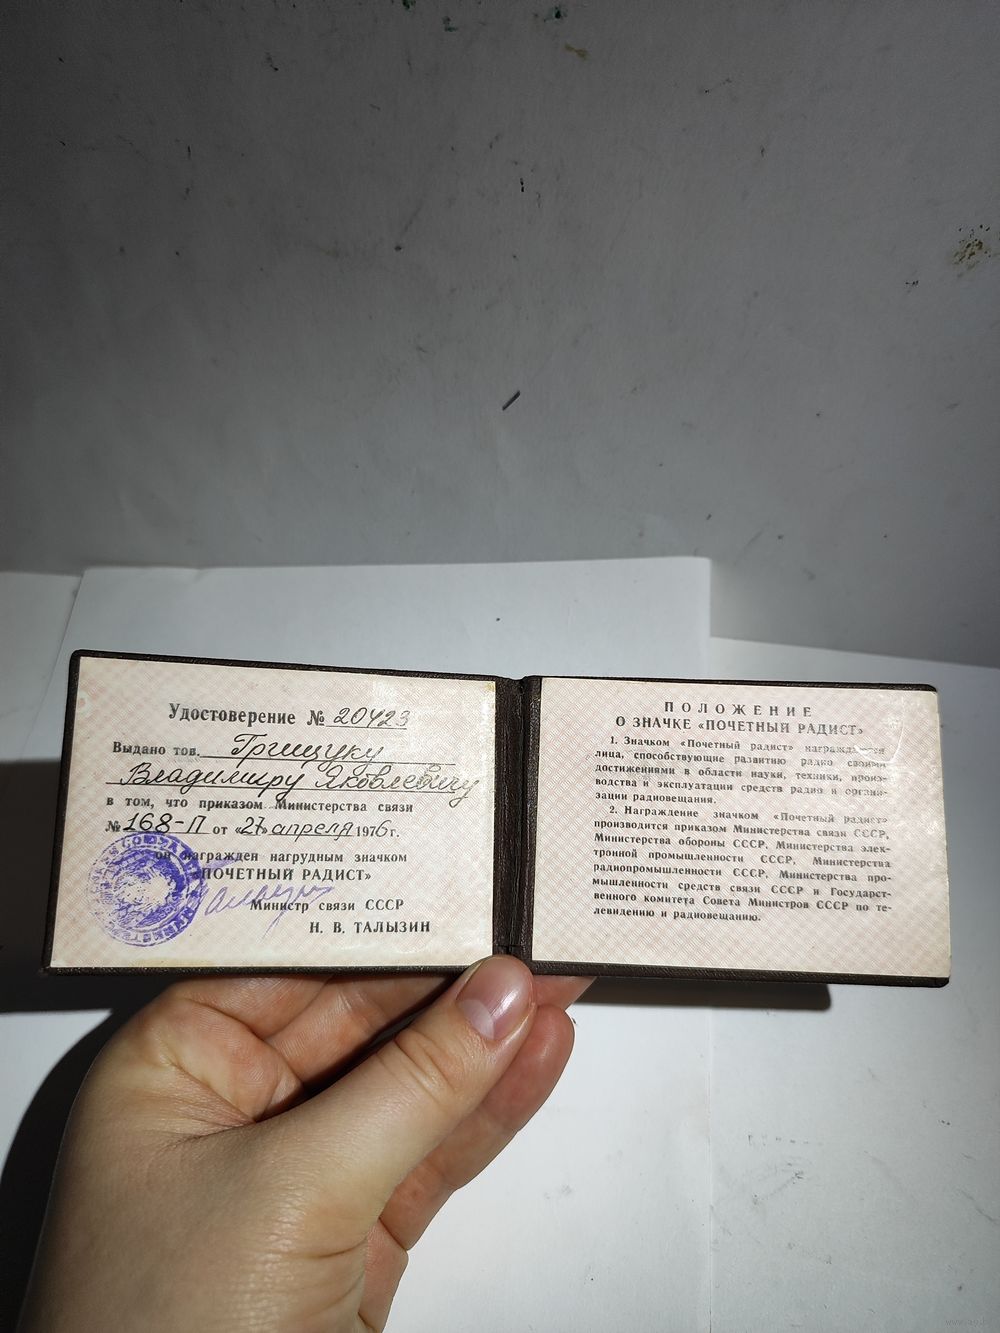 Удостоверение № 20423
Выдано тов. Грищуку
Владимиру Яковлевичу
в том, что приказом Министерства связи
№ 168-П от «27» апреля 1976 г.
он награжден нагрудным значком
«ПОЧЕТНЫЙ РАДИСТ»
Министр связи СССР
Н. В. ТАЛЫЗИН
ПОЛОЖЕНИЕ
О ЗНАЧКЕ «ПОЧЕТНЫЙ РАДИСТ»
1. Значком «Почетный радист» награждаются
лица, способствующие развитию радио своими
достижениями в области науки, техники, произ-
водства и эксплуатации средств радио и органи-
зации радиовещания.
2. Награждение значком «Почетный радист»
производится приказом Министерства связи СССР,
Министерства обороны СССР, Министерства элек-
тронной промышленности СССР, Министерства
радиопромышленности СССР, Министерства про-
мышленности средств связи СССР и Государст-
венного комитета Совета Министров СССР по те-
левидению и радиовещанию.